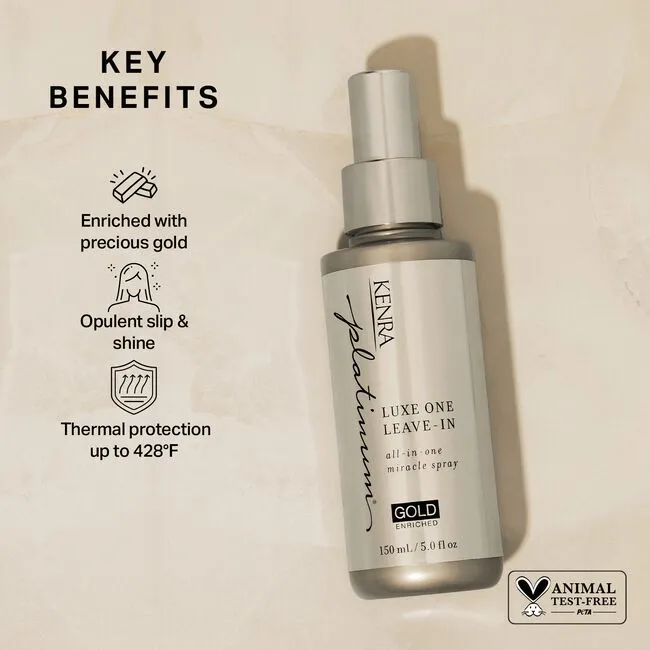 KEY
BENEFITS
Enriched with
precious gold
Opulent slip &
shine
Thermal protection
up to 428°F
KENRA
platinum®
LUXE ONE
LEAVE-IN
all-in-one
miracle spray
GOLD
ENRICHED
150 mL/5.0 fl oz
ANIMAL
TEST-FREE
PETA